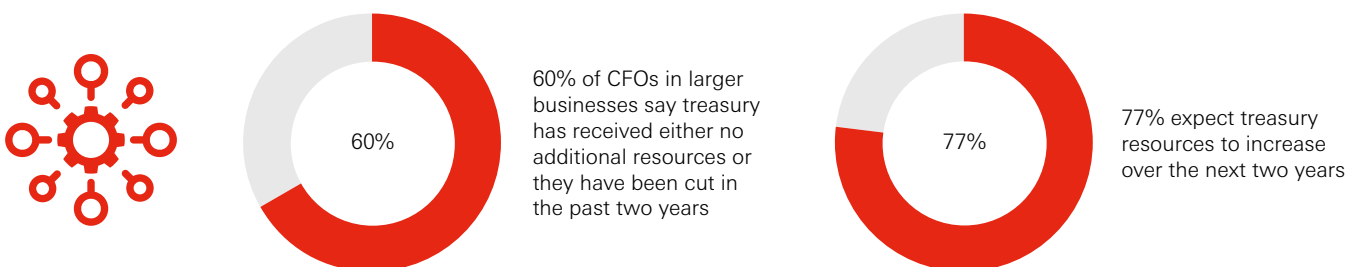 60%
60% of CFOs in larger
businesses say treasury
has received either no
additional resources or
they have been cut in
the past two years
77%
77% expect treasury
resources to increase
over the next two years